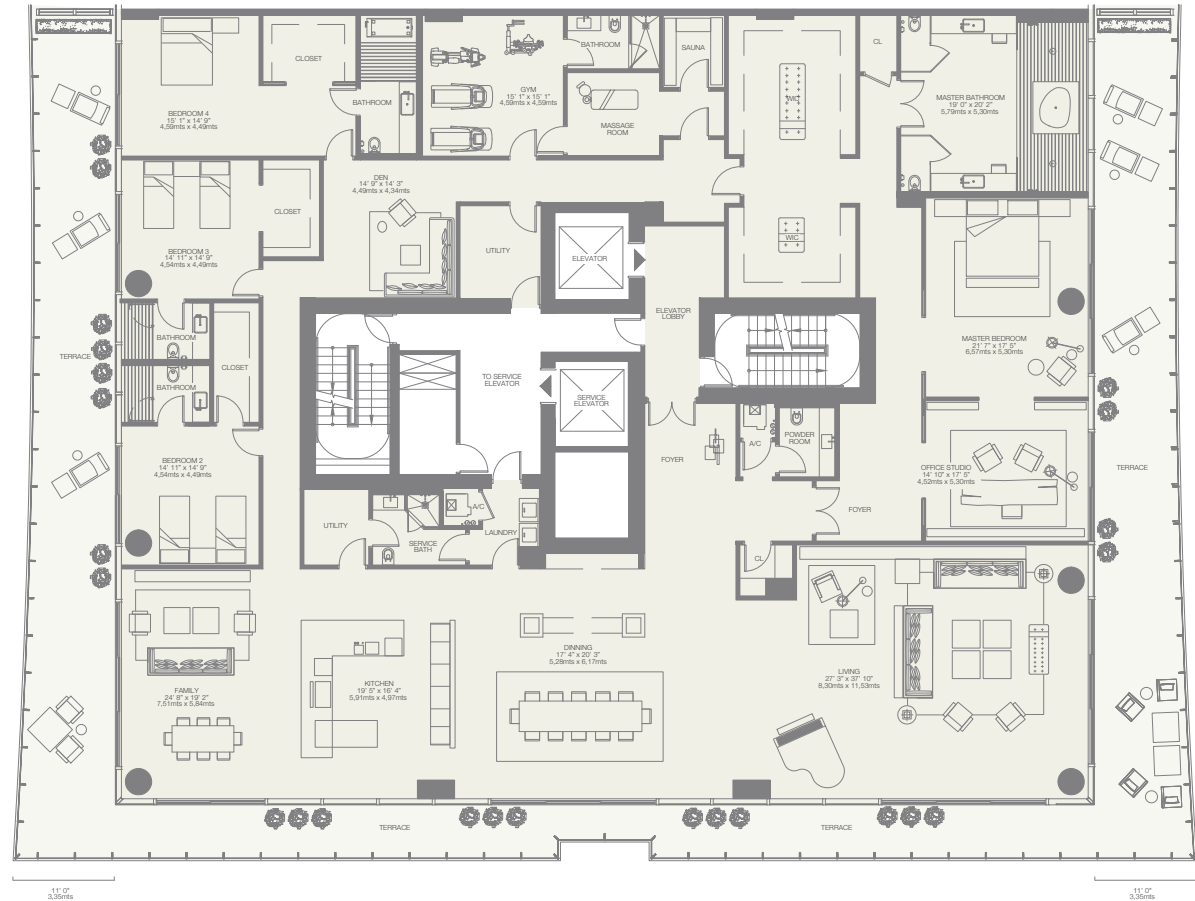 CLOSET
BEDROOM 4
15' 1" x 14' 9"
4,59mts x 4,49mts
BATHROOM
GYM
15' 1" x 15' 1"
4,59mts x 4,59mts
BATHROOM
SAUNA
MASSAGE
ROOM
WIC
CL
MASTER BATHROOM
19' 0" x 20' 2"
5,79mts x 5,30mts
DEN
14' 9" x 14' 3"
4,49mts x 4,34mts
CLOSET
BEDROOM 3
14' 11" x 14' 9"
4,54mts x 4,49mts
UTILITY
ELEVATOR
WIC
ELEVATOR
LOBBY
MASTER BEDROOM
21' 7" x 17' 5"
6,57mts x 5,30mts
TERRACE
BATHROOM
CLOSET
BATHROOM
TO SERVICE
ELEVATOR
SERVICE
ELEVATOR
BEDROOM 2
14' 11" x 14' 9"
4,54mts x 4,49mts
FOYER
A/C
POWDER
ROOM
OFFICE STUDIO
14' 10" x 17' 5"
4,52mts x 5,30mts
TERRACE
UTILITY
SERVICE
BATH
A/C
LAUNDRY
FOYER
CL
FAMILY
24' 8" x 19' 2"
7,51mts x 5,84mts
KITCHEN
19' 5" x 16' 4"
5,91mts x 4,97mts
DINNING
17' 4" x 20' 3"
5,28mts x 6,17mts
LIVING
27' 3" x 37' 10"
8,30mts x 11,53mts
TERRACE
TERRACE
11' 0"
3,35mts
11' 0"
3,35mts